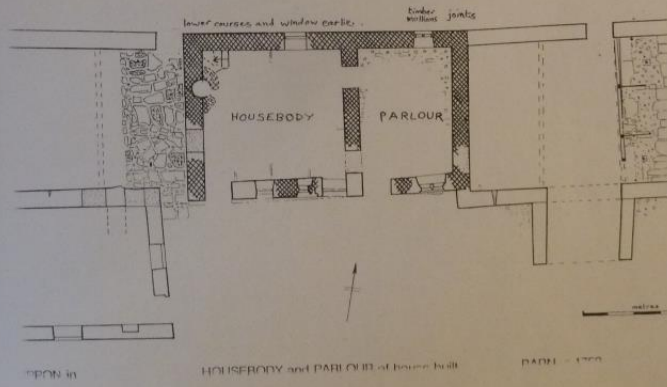 lower courses and window earlier.
timber mullions joints
HOUSEBODY
PARLOUR
metres
HOUSEBODY and PARLOUR of house built